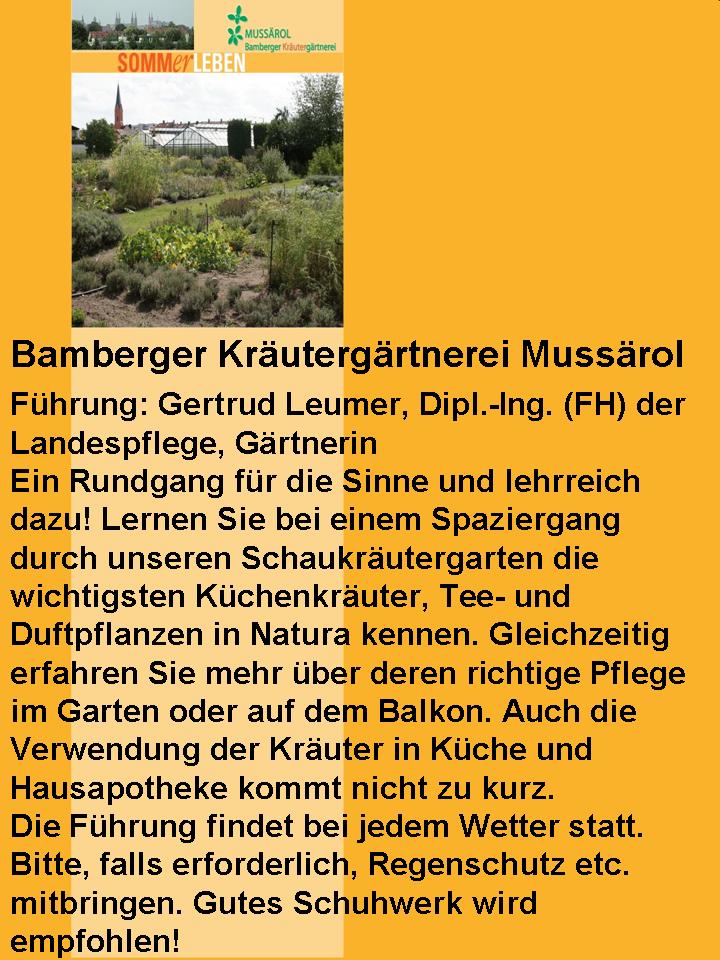 MUSSÄROL
Bamberger Kräutergärtnerei
SOMMerLEBEN
Bamberger Kräutergärtnerei Mussärol
Führung: Gertrud Leumer, Dipl.-Ing. (FH) der
Landespflege, Gärtnerin
Ein Rundgang für die Sinne und lehrreich
dazu! Lernen Sie bei einem Spaziergang
durch unseren Schaukräutergarten die
wichtigsten Küchenkräuter, Tee- und
Duftpflanzen in Natura kennen. Gleichzeitig
erfahren Sie mehr über deren richtige Pflege
im Garten oder auf dem Balkon. Auch die
Verwendung der Kräuter in Küche und
Hausapotheke kommt nicht zu kurz.
Die Führung findet bei jedem Wetter statt.
Bitte, falls erforderlich, Regenschutz etc.
mitbringen. Gutes Schuhwerk wird
empfohlen!